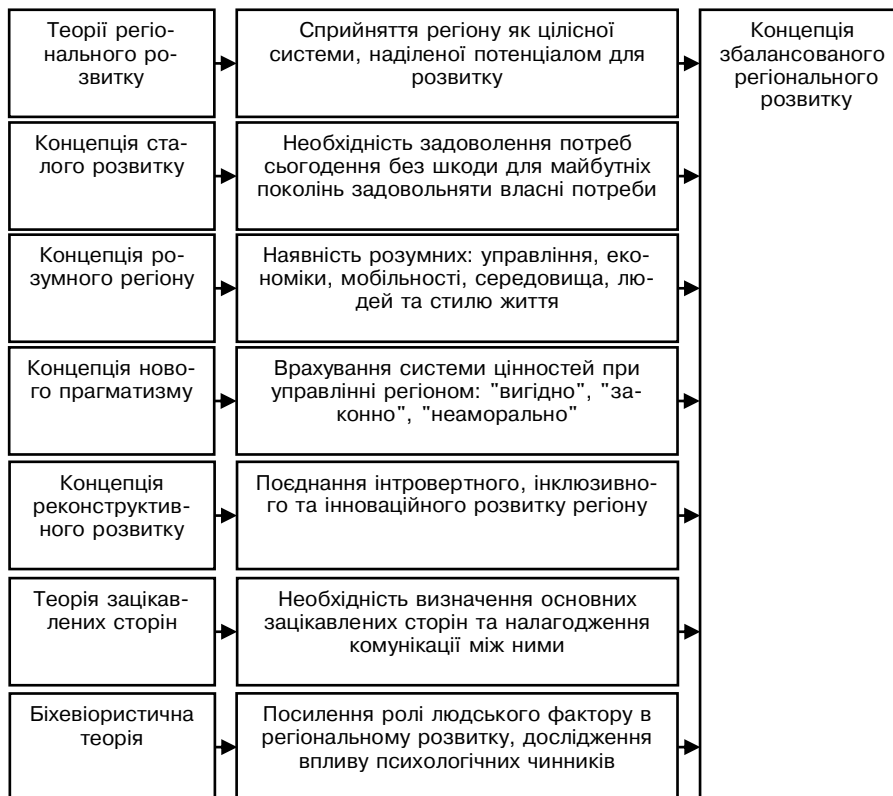 Теорії регіо-
нального ро-
звитку
Сприйняття регіону як цілісної
системи, наділеної потенціалом для
розвитку
Концепція
збалансованого
регіонального
розвитку
Концепція ста-
лого розвитку
Необхідність задоволення потреб
сьогодення без шкоди для майбутніх
поколінь задовольняти власні потреби
Концепція ро-
зумного регіону
Наявність розумних: управління, еко-
номіки, мобільності, середовища, лю-
дей та стилю життя
Концепція ново-
го прагматизму
Врахування системи цінностей при
управлінні регіоном: "вигідно", "за-
конно", "неаморально"
Концепція
реконструктив-
ного розвитку
Поєднання інтровертного, інклюзивно-
го та інноваційного розвитку регіону
Теорія зацікав-
лених сторін
Необхідність визначення основних
зацікавлених сторін та налагодження
комунікації між ними
Біхевіористична
теорія
Посилення ролі людського фактору в
регіональному розвитку, дослідження
впливу психологічних чинників